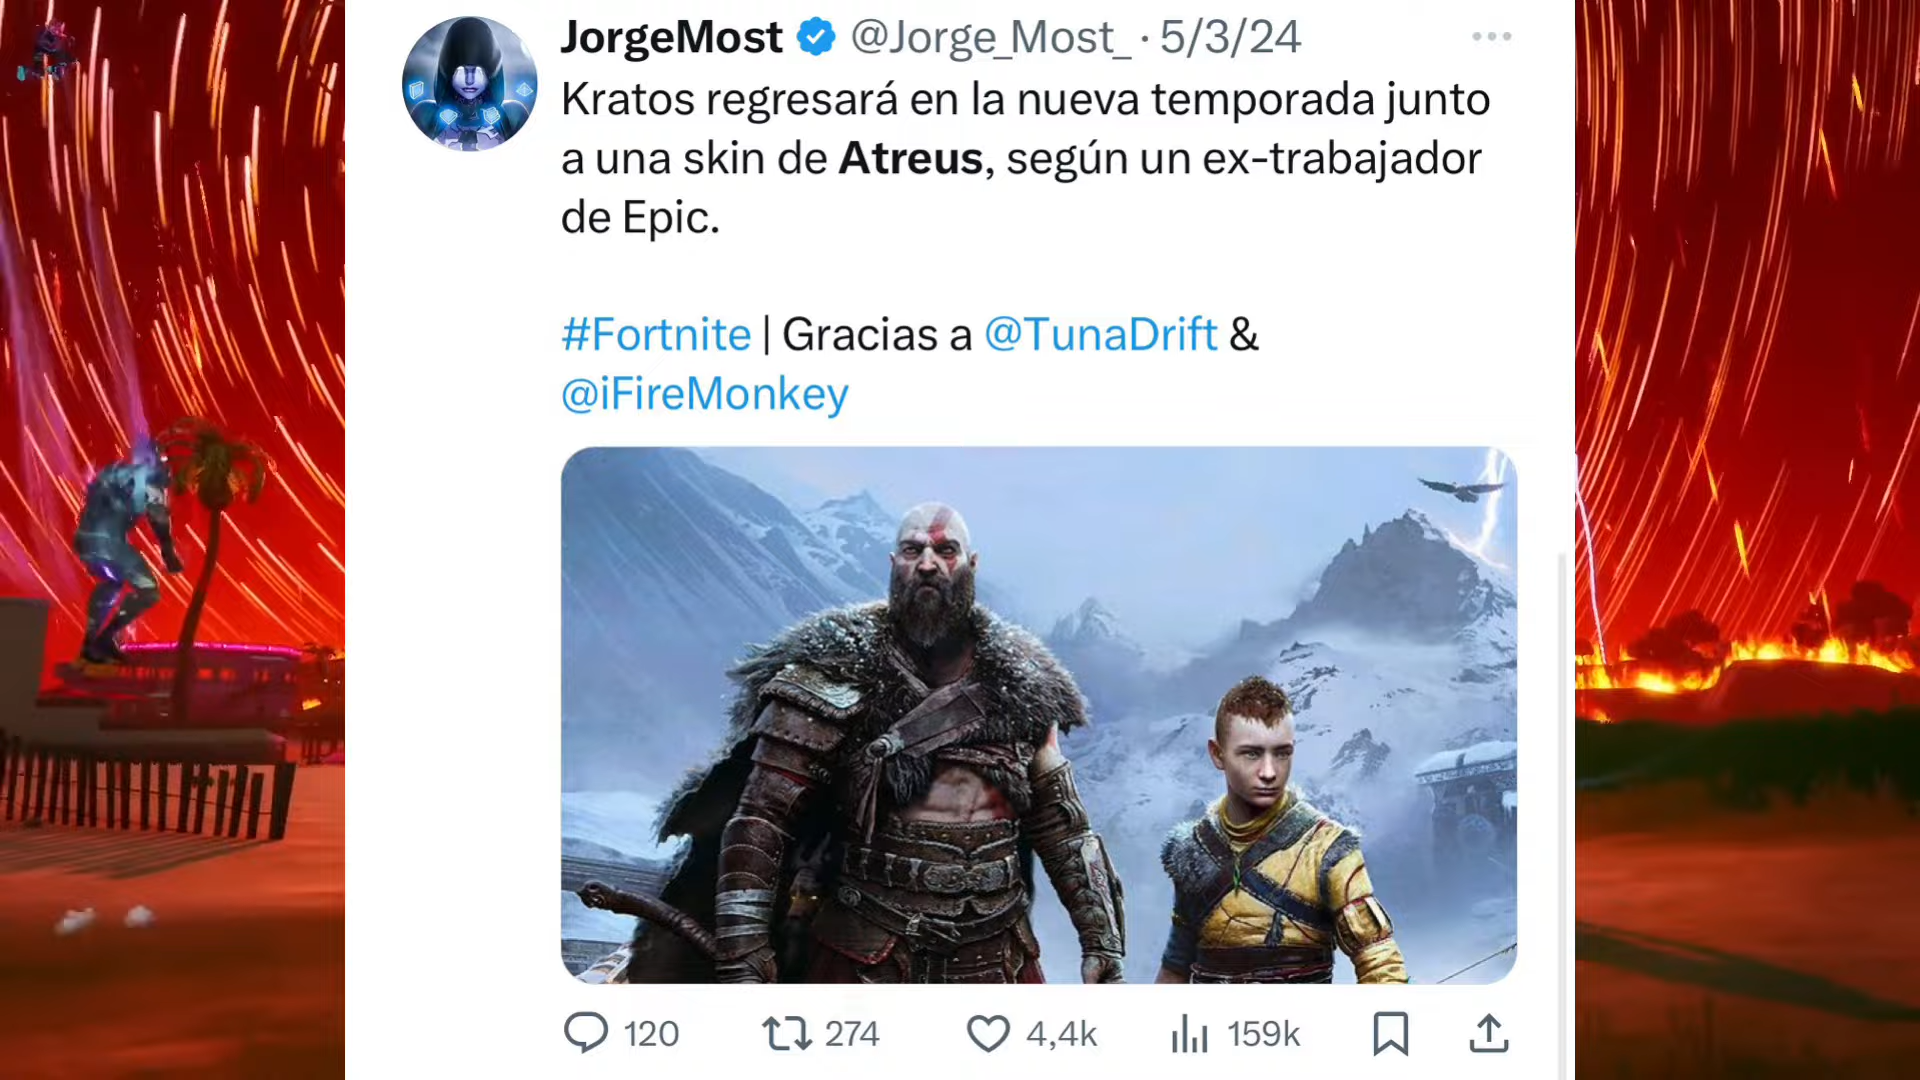 JorgeMost @Jorge_Most_ · 5/3/24
Kratos regresará en la nueva temporada junto
a una skin de Atreus, según un ex-trabajador
de Epic.
#Fortnite | Gracias a @TunaDrift &
@iFireMonkey
120 274 4,4k 159k